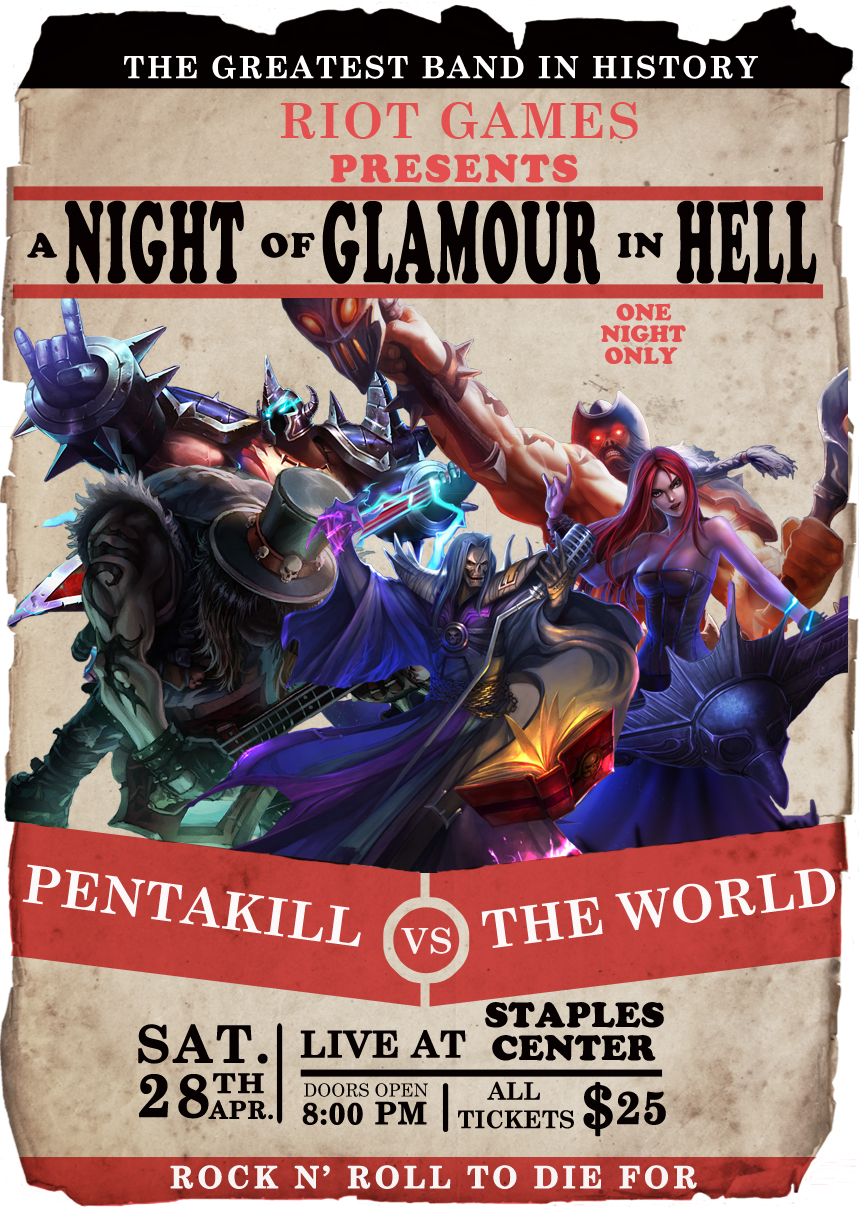 THE GREATEST BAND IN HISTORY
RIOT GAMES
PRESENTS
A NIGHT OF GLAMOUR IN HELL
ONE
NIGHT
ONLY
PENTAKILL VS THE WORLD
SAT.
28TH APR.
LIVE AT STAPLES CENTER
DOORS OPEN
8:00 PM
ALL
TICKETS $25
ROCK N' ROLL TO DIE FOR